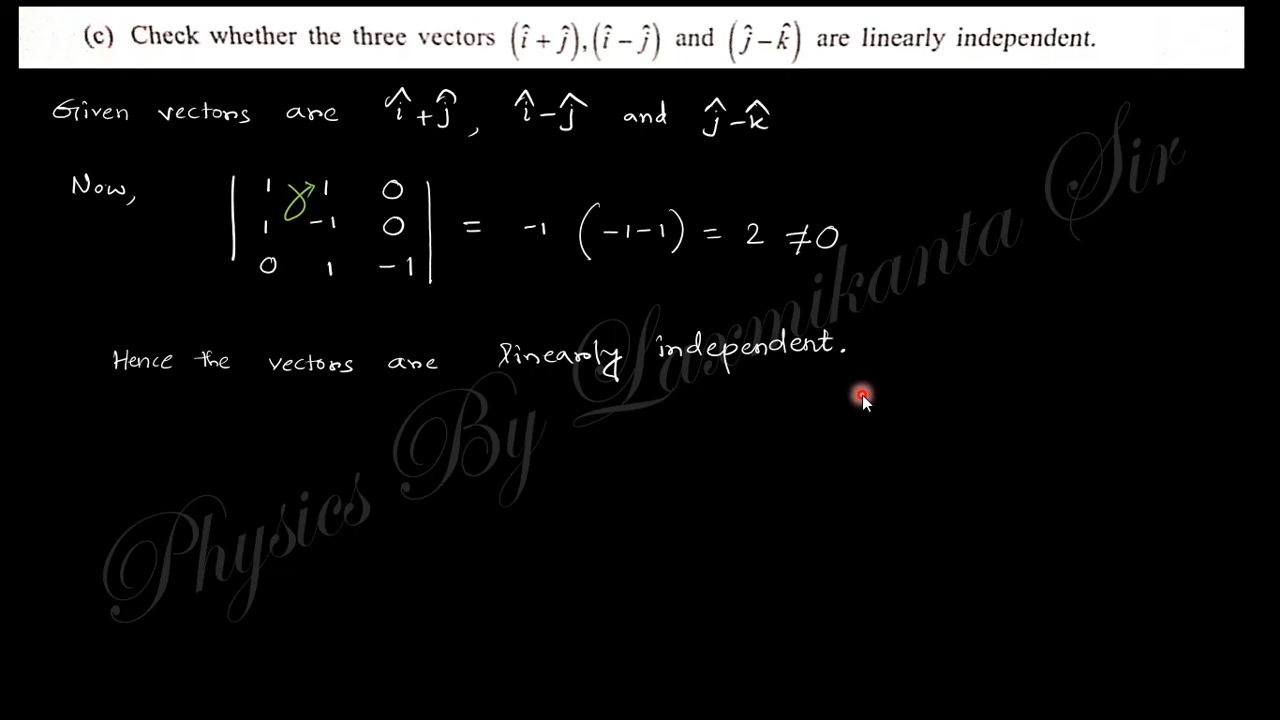 (c) Check whether the three vectors (î + ĵ), (î − ĵ) and (ĵ − k̂) are linearly independent.
Given vectors are î + ĵ, î − ĵ and ĵ − k̂
Now,
| 1 1 0 |
| 1 −1 0 | = −1 (−1−1) = 2 ≠ 0
| 0 1 −1 |
Hence the vectors are linearly independent.
Physics By Laxmikanta Sir